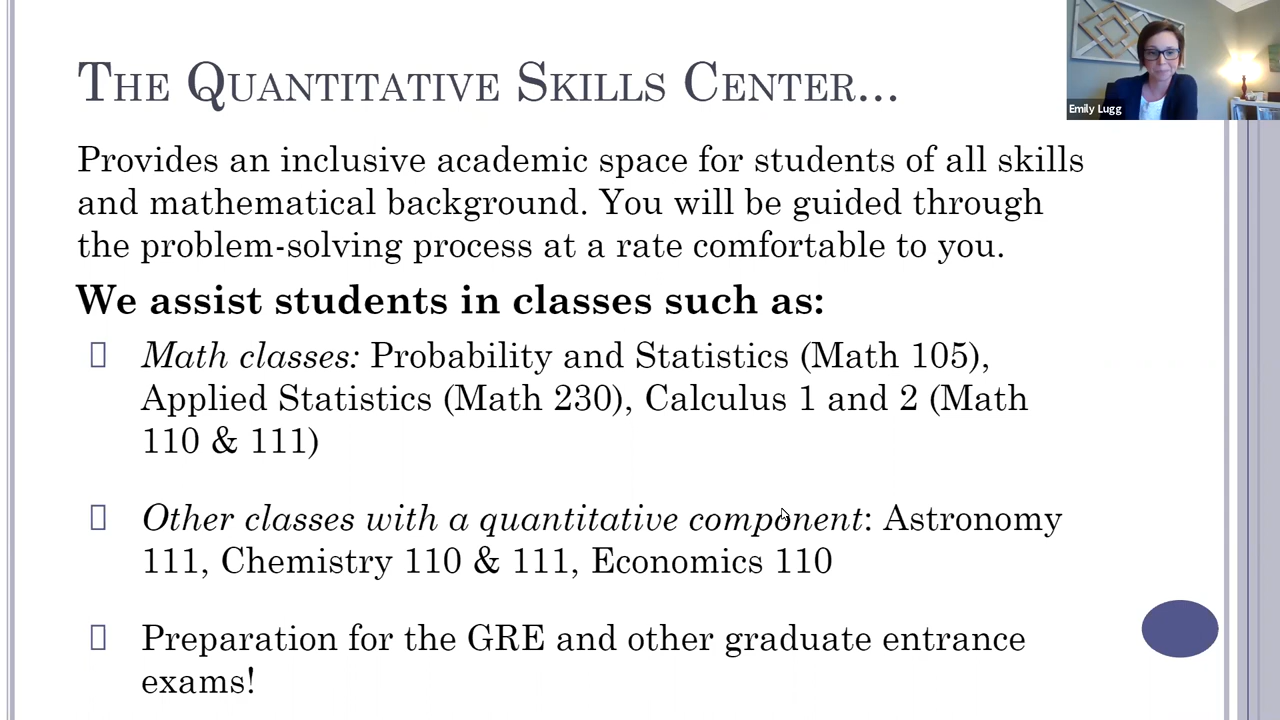 THE QUANTITATIVE SKILLS CENTER...
Emily Lugg
Provides an inclusive academic space for students of all skills
and mathematical background. You will be guided through
the problem-solving process at a rate comfortable to you.
We assist students in classes such as:
Math classes: Probability and Statistics (Math 105),
Applied Statistics (Math 230), Calculus 1 and 2 (Math
110 & 111)
Other classes with a quantitative component: Astronomy
111, Chemistry 110 & 111, Economics 110
Preparation for the GRE and other graduate entrance
exams!